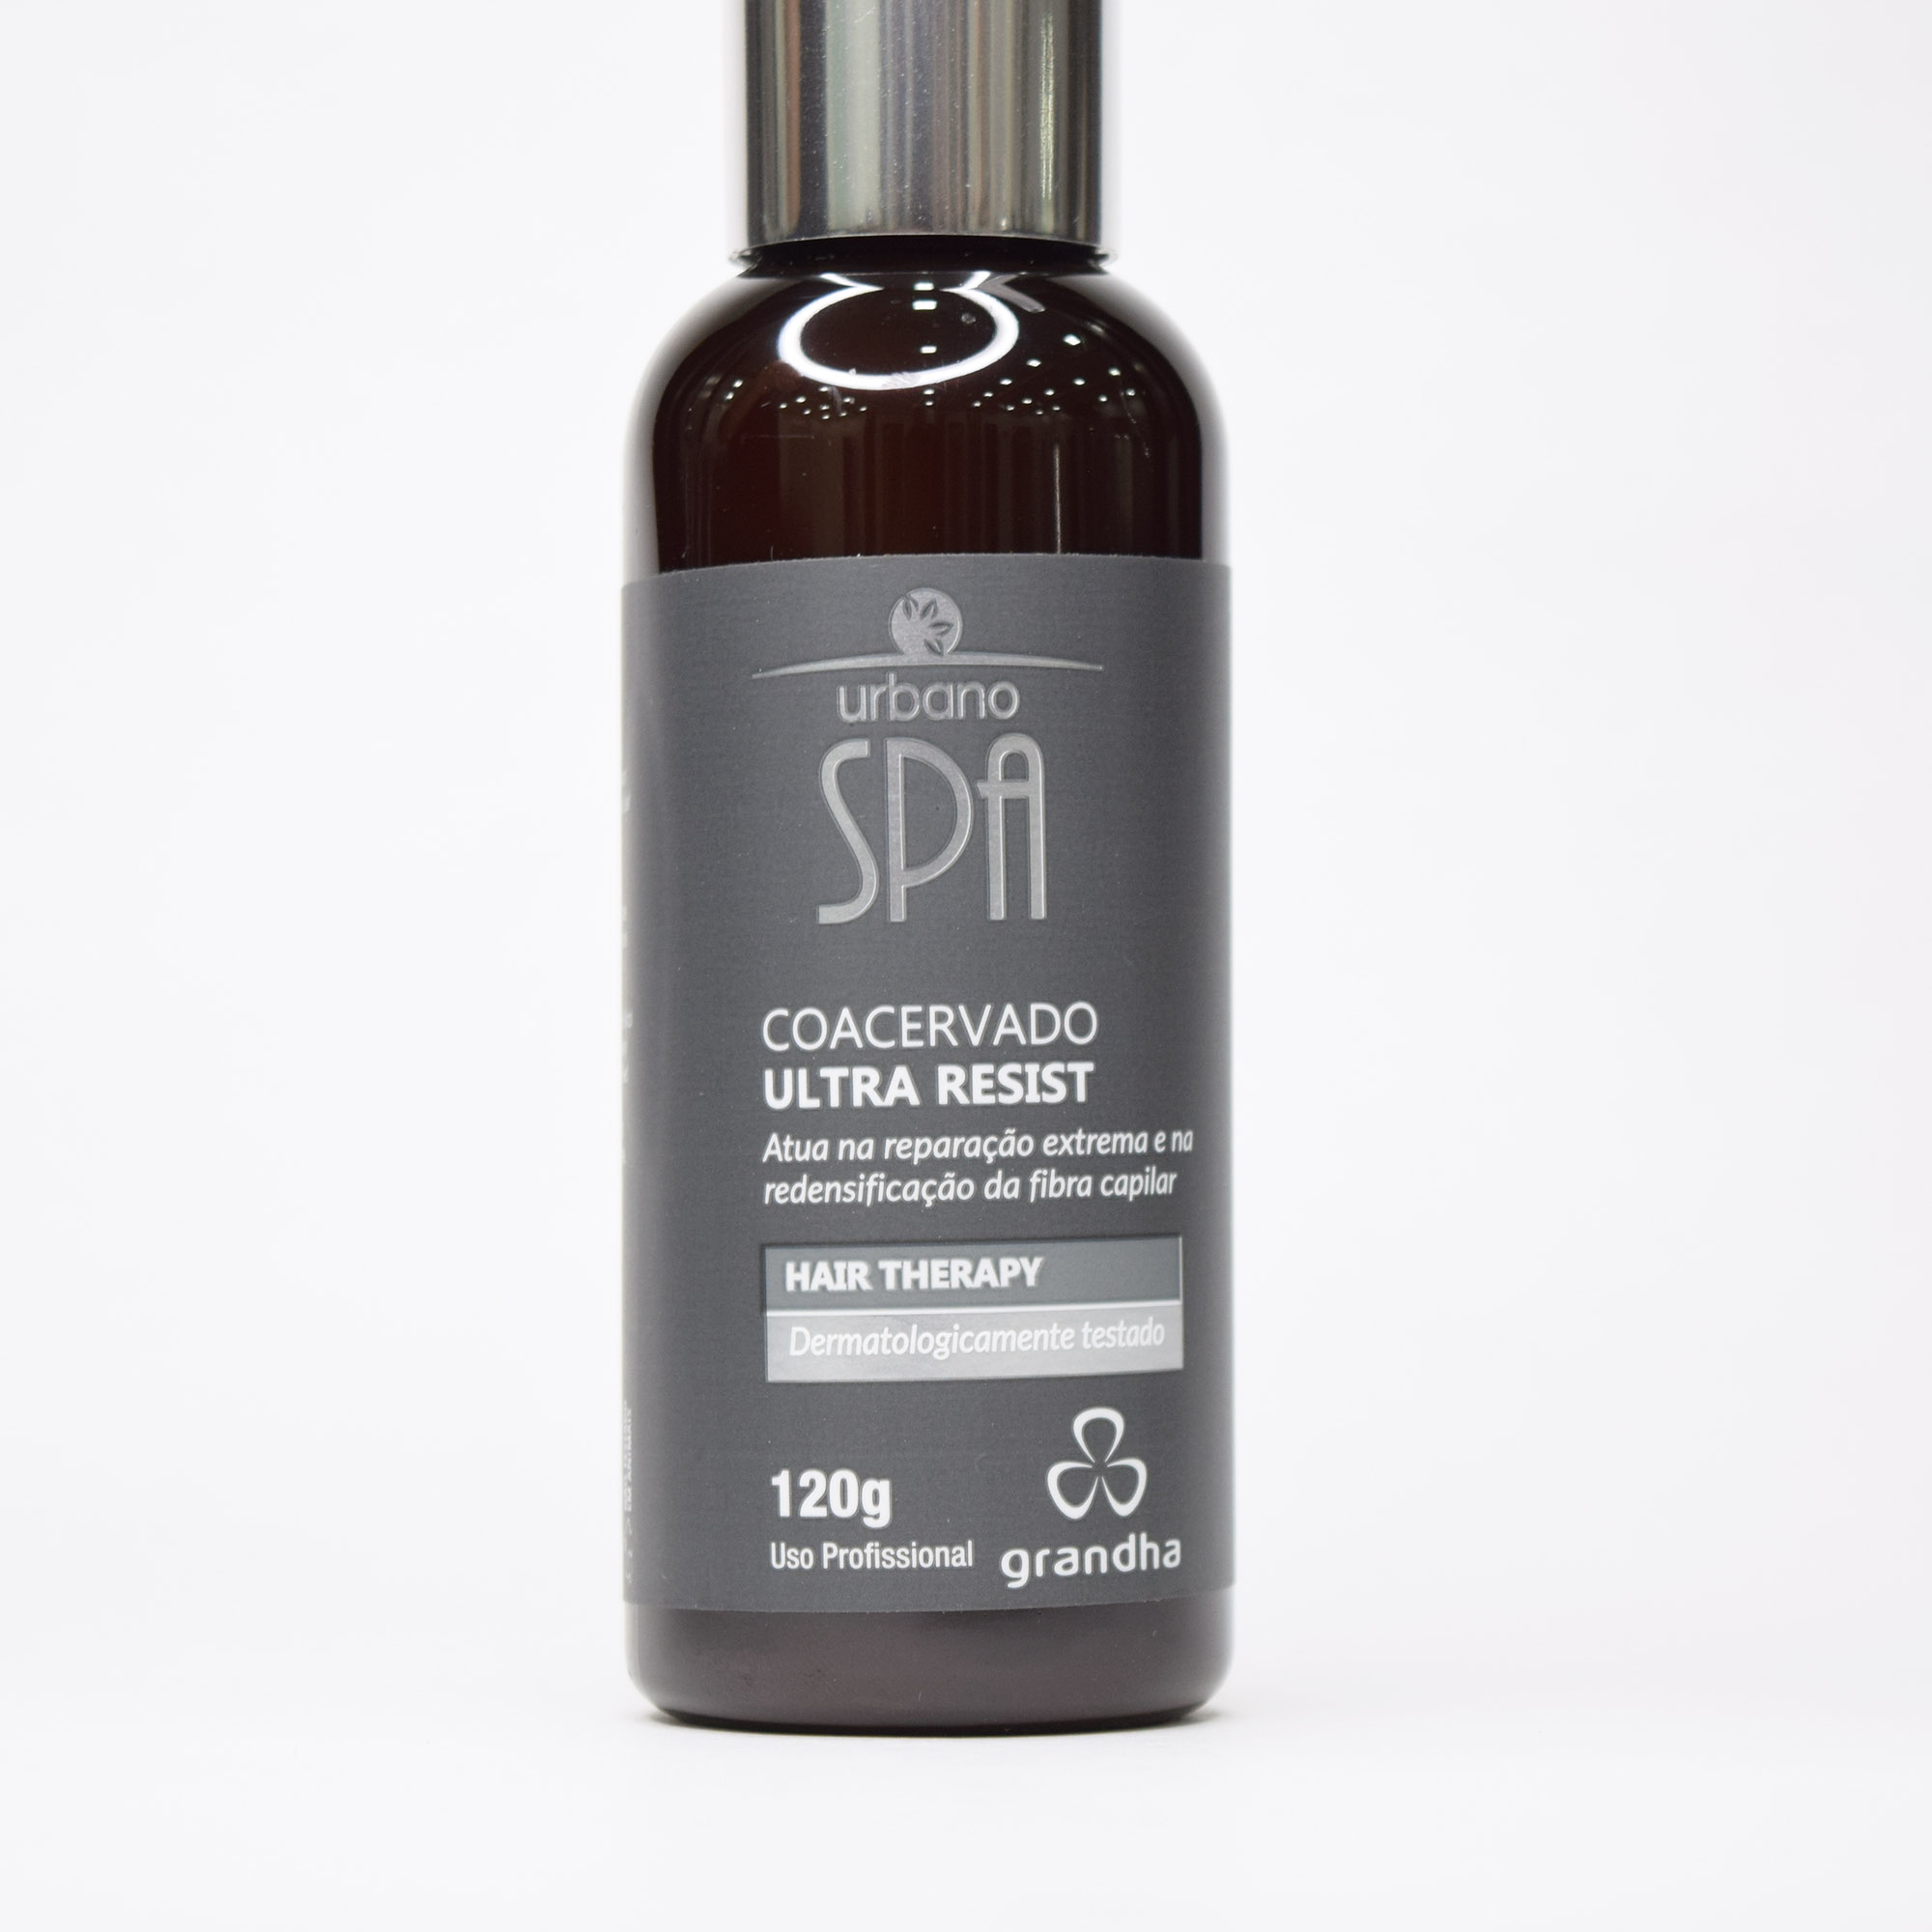 urbano
SPA
COACERVADO
ULTRA RESIST
Atua na reparação extrema e na
redensificação da fibra capilar
HAIR THERAPY
Dermatologicamente testado
120g
Uso Profissional
grandha